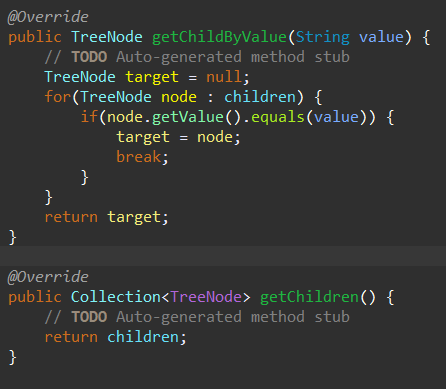 @Override
public TreeNode getChildByValue(String value) {
    // TODO Auto-generated method stub
    TreeNode target = null;
    for(TreeNode node : children) {
        if(node.getValue().equals(value)) {
            target = node;
            break;
        }
    }
    return target;
}
@Override
public Collection<TreeNode> getChildren() {
    // TODO Auto-generated method stub
    return children;
}